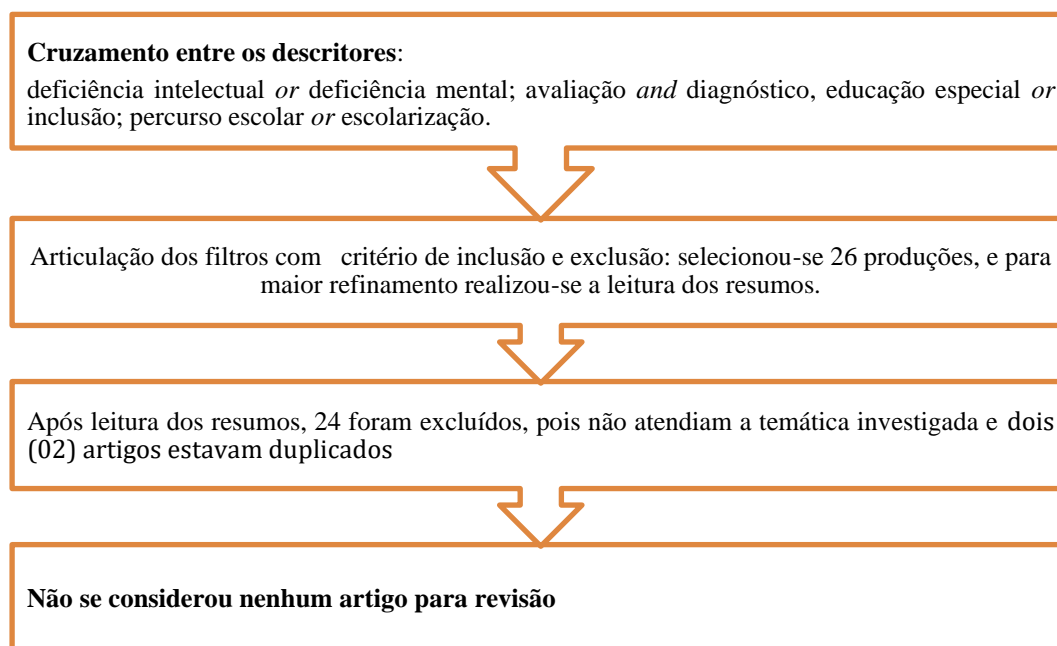 Cruzamento entre os descritores:
deficiência intelectual or deficiência mental; avaliação and diagnóstico, educação especial or
inclusão; percurso escolar or escolarização.
Articulação dos filtros com critério de inclusão e exclusão: selecionou-se 26 produções, e para
maior refinamento realizou-se a leitura dos resumos.
Após leitura dos resumos, 24 foram excluídos, pois não atendiam a temática investigada e dois
(02) artigos estavam duplicados
Não se considerou nenhum artigo para revisão